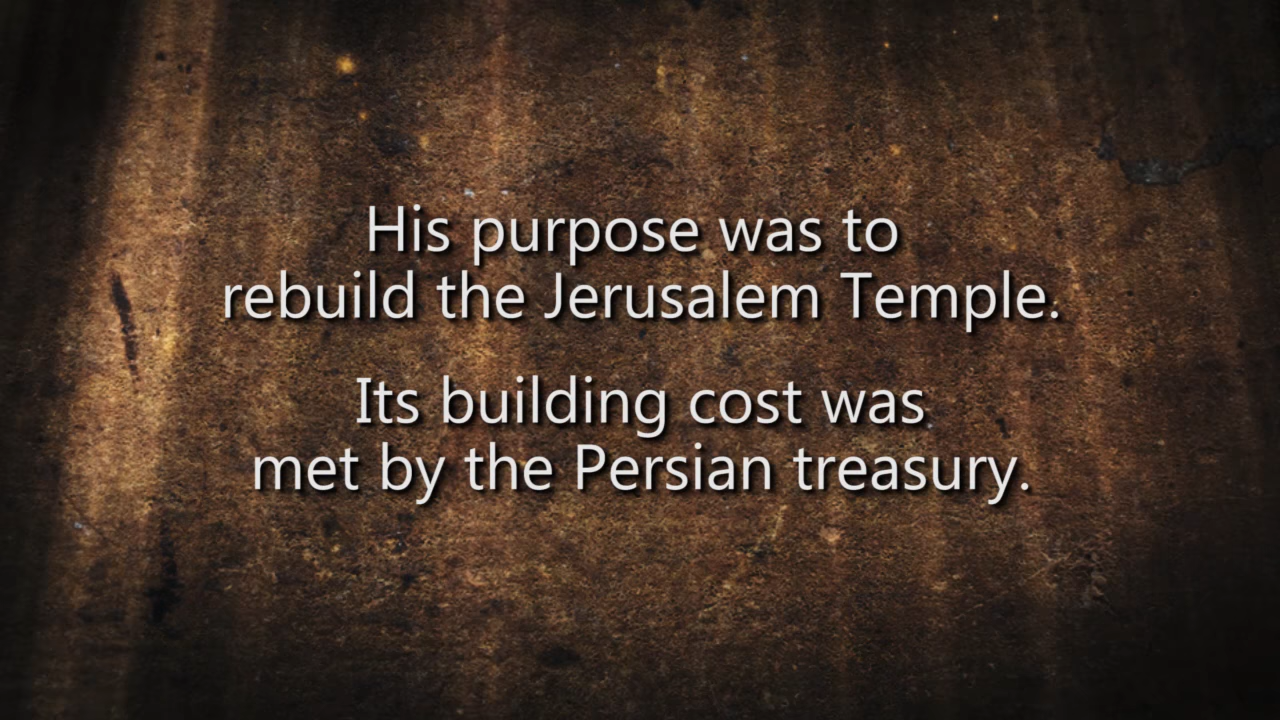 His purpose was to
rebuild the Jerusalem Temple.
Its building cost was
met by the Persian treasury.